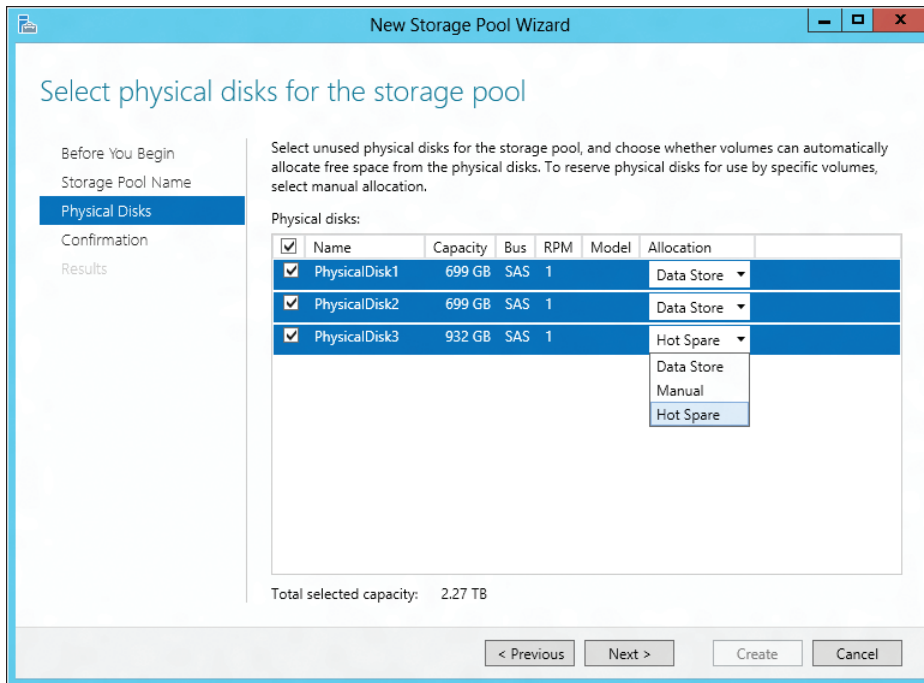 New Storage Pool Wizard
Select physical disks for the storage pool
Before You Begin
Storage Pool Name
Physical Disks
Confirmation
Results
Select unused physical disks for the storage pool, and choose whether volumes can automatically
allocate free space from the physical disks. To reserve physical disks for use by specific volumes,
select manual allocation.
Physical disks:
Name Capacity Bus RPM Model Allocation
PhysicalDisk1 699 GB SAS 1 Data Store
PhysicalDisk2 699 GB SAS 1 Data Store
PhysicalDisk3 932 GB SAS 1 Hot Spare
Data Store
Manual
Hot Spare
Total selected capacity: 2.27 TB
< Previous Next > Create Cancel